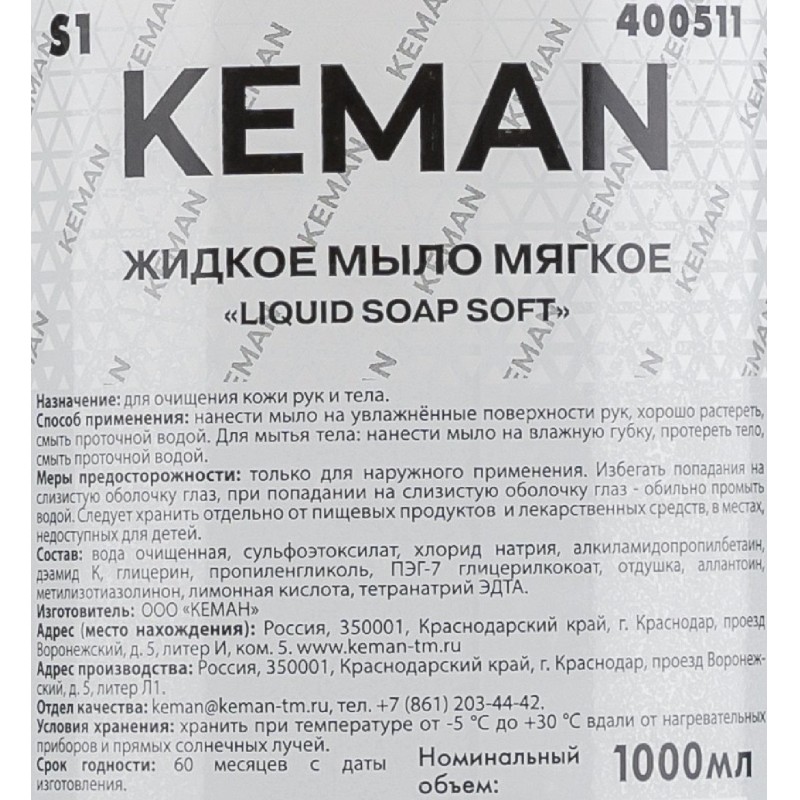 S1
400511
KEMAN
ЖИДКОЕ МЫЛО МЯГКОЕ
«LIQUID SOAP SOFT»
Назначение: для очищения кожи рук и тела.
Способ применения: нанести мыло на увлажнённые поверхности рук, хорошо растереть,
смыть проточной водой. Для мытья тела: нанести мыло на влажную губку, протереть тело,
смыть проточной водой.
Меры предосторожности: только для наружного применения. Избегать попадания на
слизистую оболочку глаз, при попадании на слизистую оболочку глаз - обильно промыть
водой. Следует хранить отдельно от пищевых продуктов и лекарственных средств, в местах,
недоступных для детей.
Состав: вода очищенная, сульфоэтоксилат, хлорид натрия, алкиламидопропилбетаин,
дэамид К, глицерин, пропиленгликоль, ПЭГ-7 глицерилкокоат, отдушка, аллантоин,
метилизотиазолинон, лимонная кислота, тетранатрий ЭДТА.
Изготовитель: ООО «КЕМАН»
Адрес (место нахождения): Россия, 350001, Краснодарский край, г. Краснодар, проезд
Воронежский, д. 5, литер И, ком. 5. www.keman-tm.ru
Адрес производства: Россия, 350001, Краснодарский край, г. Краснодар, проезд Воронеж-
ский, д. 5, литер Л1.
Отдел качества: keman@keman-tm.ru, тел. +7 (861) 203-44-42.
Условия хранения: хранить при температуре от -5 °С до +30 °С вдали от нагревательных
приборов и прямых солнечных лучей.
Срок годности: 60 месяцев с даты
изготовления.
Номинальный
объем:
1000мл